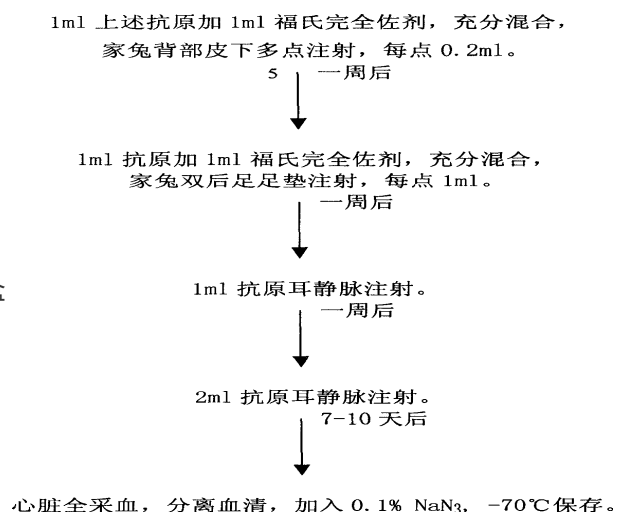 1ml 上述抗原加 1ml 福氏完全佐剂，充分混合，
家兔背部皮下多点注射，每点 0.2ml。
5 一周后
1ml 抗原加 1ml 福氏完全佐剂，充分混合，
家兔双后足足垫注射，每点 1ml。
一周后
1ml 抗原耳静脉注射。
一周后
2ml 抗原耳静脉注射。
7-10 天后
心脏全采血，分离血清，加入 0.1% NaN₃，-70℃保存。